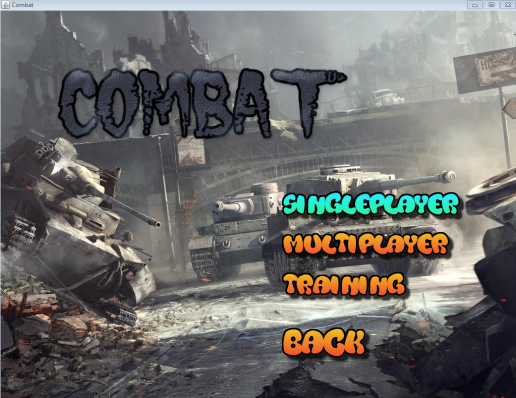 Combat
COMBAT
SINGLEPLAYER
MULTIPLAYER
TRAINING
BACK